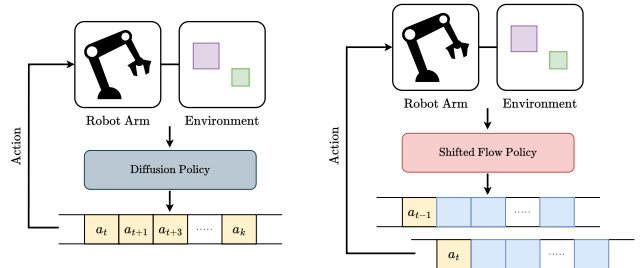 Robot Arm Environment
Action
Diffusion Policy
a_t a_{t+1} a_{t+3} ..... a_k
Robot Arm Environment
Action
Shifted Flow Policy
a_{t−1} .....
a_t .....